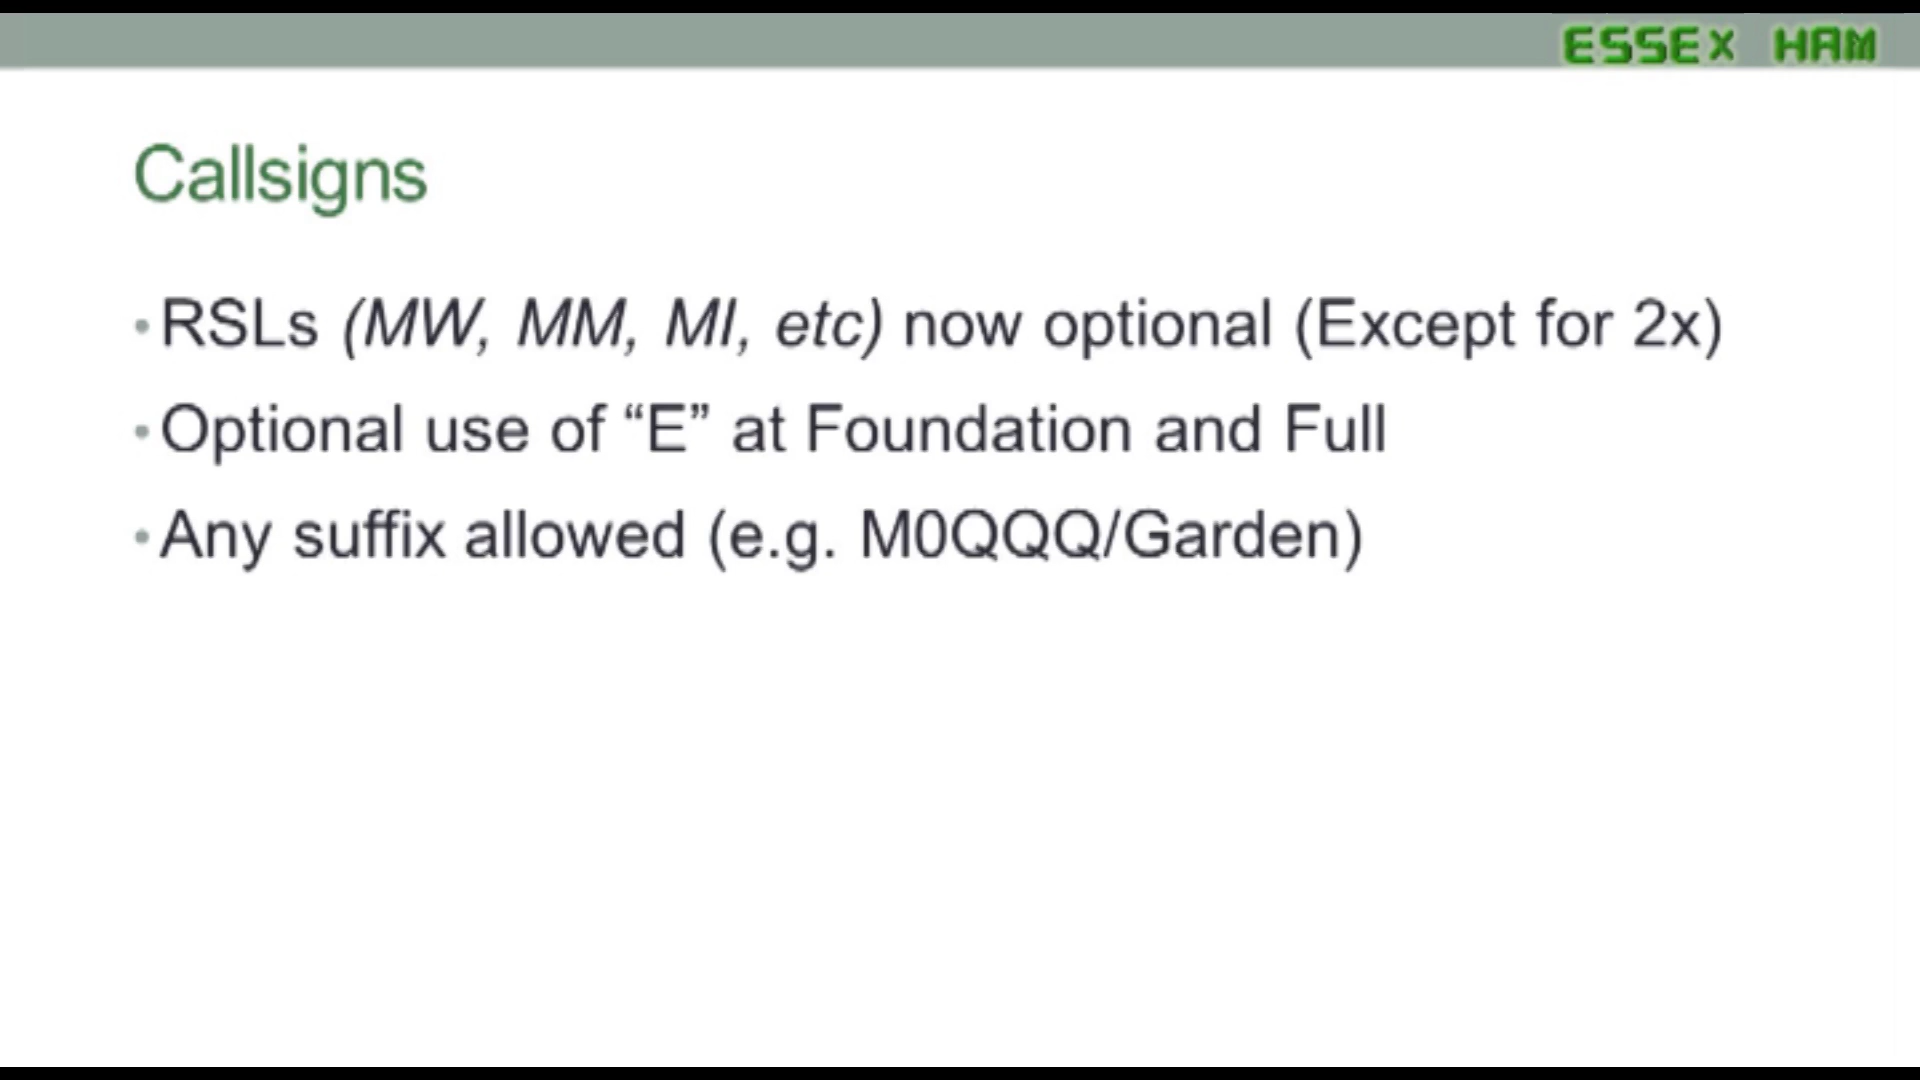 ESSEX HAM
Callsigns
• RSLs (MW, MM, MI, etc) now optional (Except for 2x)
• Optional use of “E” at Foundation and Full
• Any suffix allowed (e.g. M0QQQ/Garden)